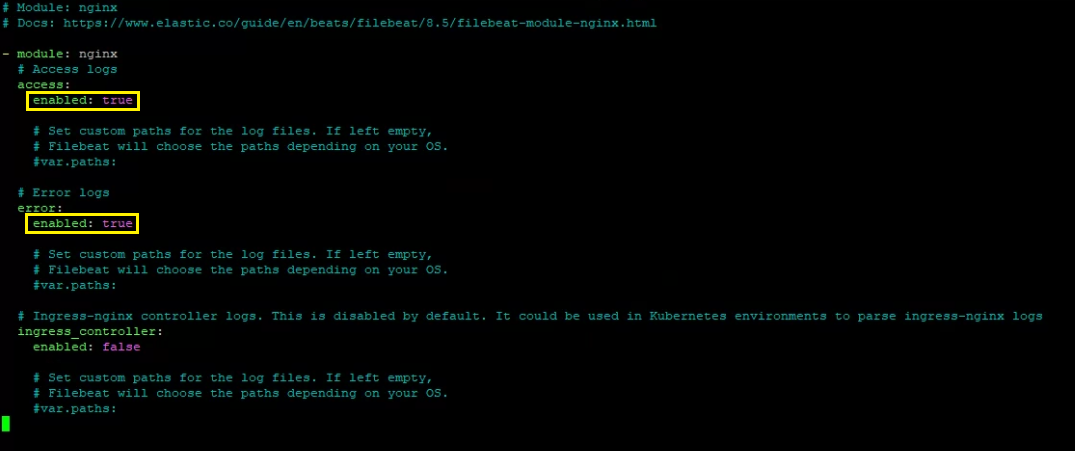 # Module: nginx
# Docs: https://www.elastic.co/guide/en/beats/filebeat/8.5/filebeat-module-nginx.html
- module: nginx
# Access logs
access:
enabled: true
# Set custom paths for the log files. If left empty,
# Filebeat will choose the paths depending on your OS.
#var.paths:
# Error logs
error:
enabled: true
# Set custom paths for the log files. If left empty,
# Filebeat will choose the paths depending on your OS.
#var.paths:
# Ingress-nginx controller logs. This is disabled by default. It could be used in Kubernetes environments to parse ingress-nginx logs
ingress_controller:
enabled: false
# Set custom paths for the log files. If left empty,
# Filebeat will choose the paths depending on your OS.
#var.paths: